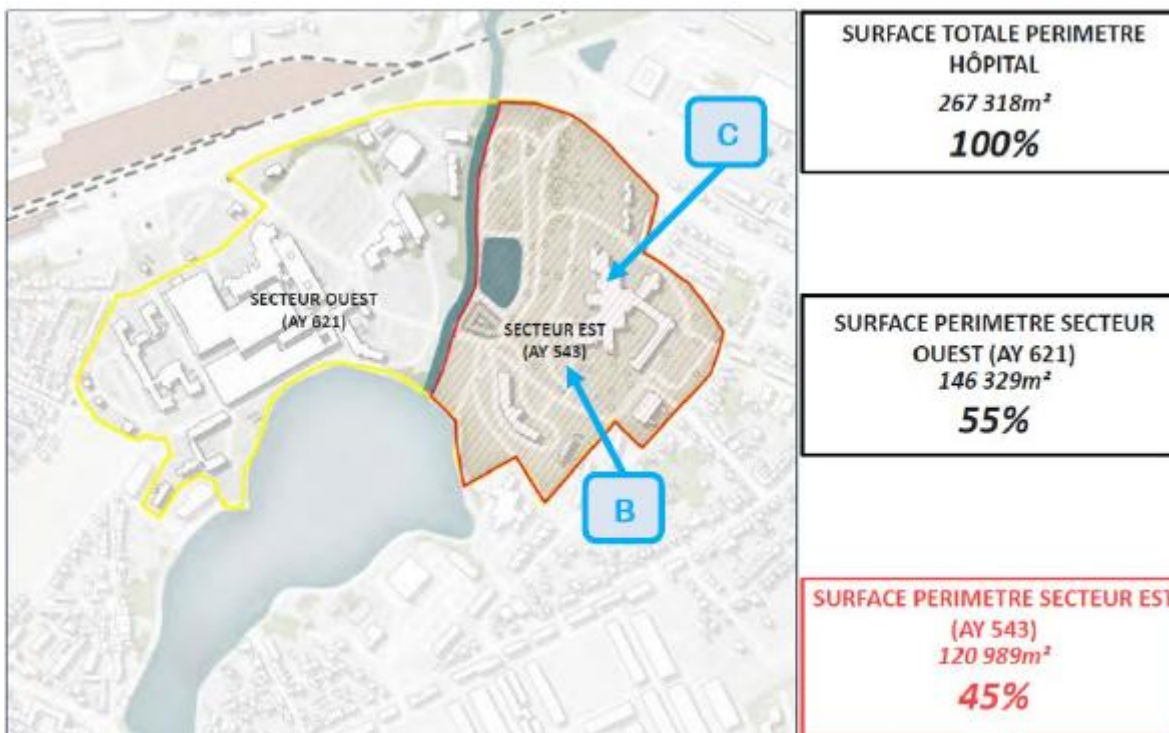 SURFACE TOTALE PERIMETRE
HÔPITAL
267 318m²
100%
C
SECTEUR OUEST
(AY 621)
SECTEUR EST
(AY 543)
B
SURFACE PERIMETRE SECTEUR
OUEST (AY 621)
146 329m²
55%
SURFACE PERIMETRE SECTEUR EST
(AY 543)
120 989m²
45%